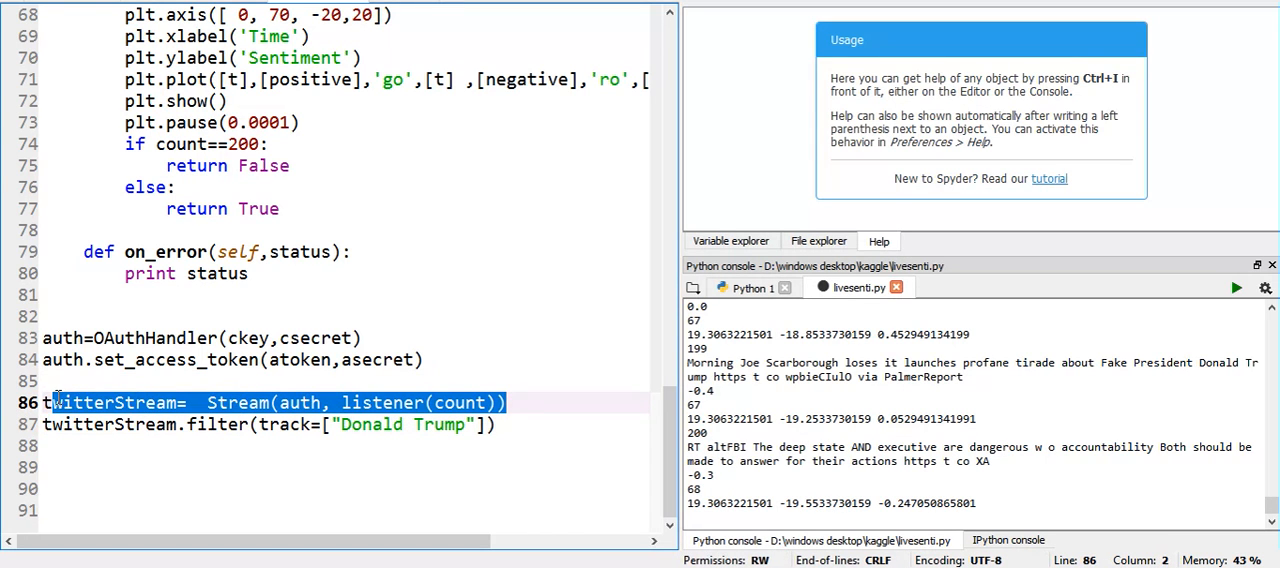 68 plt.axis([ 0, 70, -20,20])
69 plt.xlabel('Time')
70 plt.ylabel('Sentiment')
71 plt.plot([t],[positive],'go',[t] ,[negative],'ro',[
72 plt.show()
73 plt.pause(0.0001)
74 if count==200:
75 return False
76 else:
77 return True
78
79 def on_error(self,status):
80 print status
81
82
83 auth=OAuthHandler(ckey,csecret)
84 auth.set_access_token(atoken,asecret)
85
86 twitterStream=  Stream(auth, listener(count))
87 twitterStream.filter(track=["Donald Trump"])
88
89
90
91
Usage
Here you can get help of any object by pressing Ctrl+I in
front of it, either on the Editor or the Console.
Help can also be shown automatically after writing a left
parenthesis next to an object. You can activate this
behavior in Preferences > Help.
New to Spyder? Read our tutorial
Variable explorer File explorer Help
Python console - D:\windows desktop\kaggle\livesenti.py
Python 1 livesenti.py
0.0
67
19.3063221501 -18.8533730159 0.452949134199
199
Morning Joe Scarborough loses it launches profane tirade about Fake President Donald Tr
ump https t co wpbieCIulO via PalmerReport
-0.4
67
19.3063221501 -19.2533730159 0.0529491341991
200
RT altFBI The deep state AND executive are dangerous w o accountability Both should be
made to answer for their actions https t co XA
-0.3
68
19.3063221501 -19.5533730159 -0.247050865801
Python console - D:\windows desktop\kaggle\livesenti.py IPython console
Permissions: RW End-of-lines: CRLF Encoding: UTF-8 Line: 86 Column: 2 Memory: 43 %